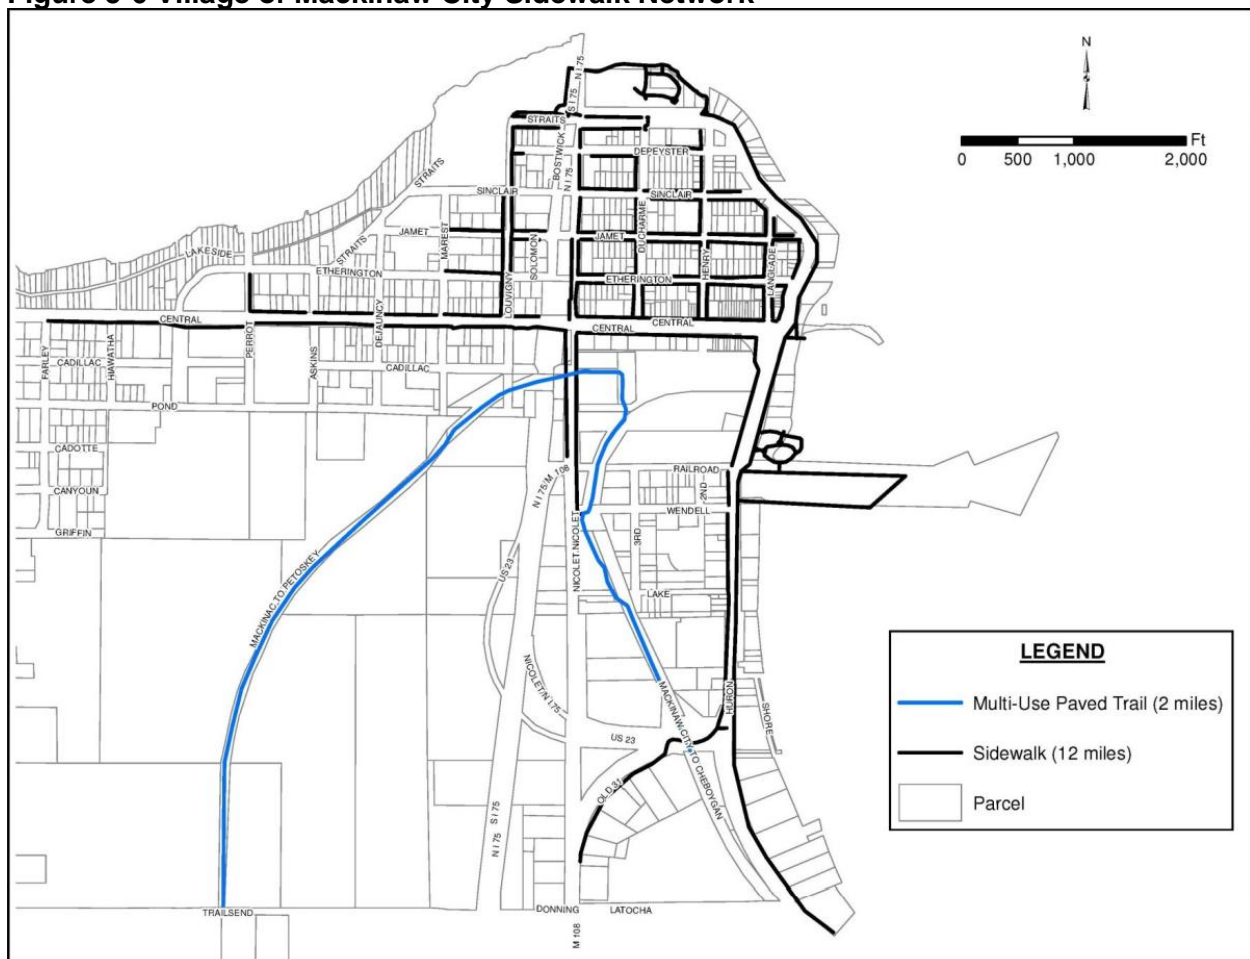 Figure 3-6 Village of Mackinaw City Sidewalk Network
N
Ft
0 500 1,000 2,000
N I 75
S I 75
STRAITS
BOSTWICK
DEPEYSTER
N I 75
STRAITS
SINCLAIR
SINCLAIR
MAREST
JAMET
JAMET
DUCHARME
STRAITS
LAKESIDE
SOLOMON
ETHERINGTON
ETHERINGTON
HENRY
LANGLADE
LOUVIGNY
CENTRAL
CENTRAL
CENTRAL
DEJAUNCY
PERROT
ASKINS
FARLEY
HIAWATHA
CADILLAC
CADILLAC
POND
CADOTTE
RAILROAD
N I 75/M 108
2ND
CANYOUN
WENDELL
GRIFFIN
NICOLET
NICOLET
3RD
US 23
MACKINAC TO PETOSKEY
LAKE
NICOLET/N I 75
MACKINAW CITY TO CHEBOYGAN
HURON
SHORE
US 23
OLD 31
S I 75
N I 75
TRAILSEND
DONNING
LATOCHA
M 108
LEGEND
Multi-Use Paved Trail (2 miles)
Sidewalk (12 miles)
Parcel